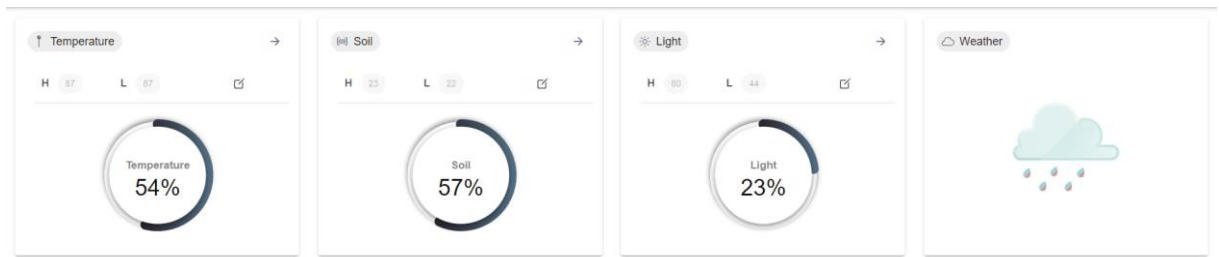 Temperature
H 87 L 87
Temperature
54%
Soil
H 23 L 22
Soil
57%
Light
H 80 L 44
Light
23%
Weather